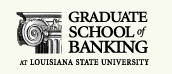 GRADUATE
SCHOOL of
BANKING
AT LOUISIANA STATE UNIVERSITY